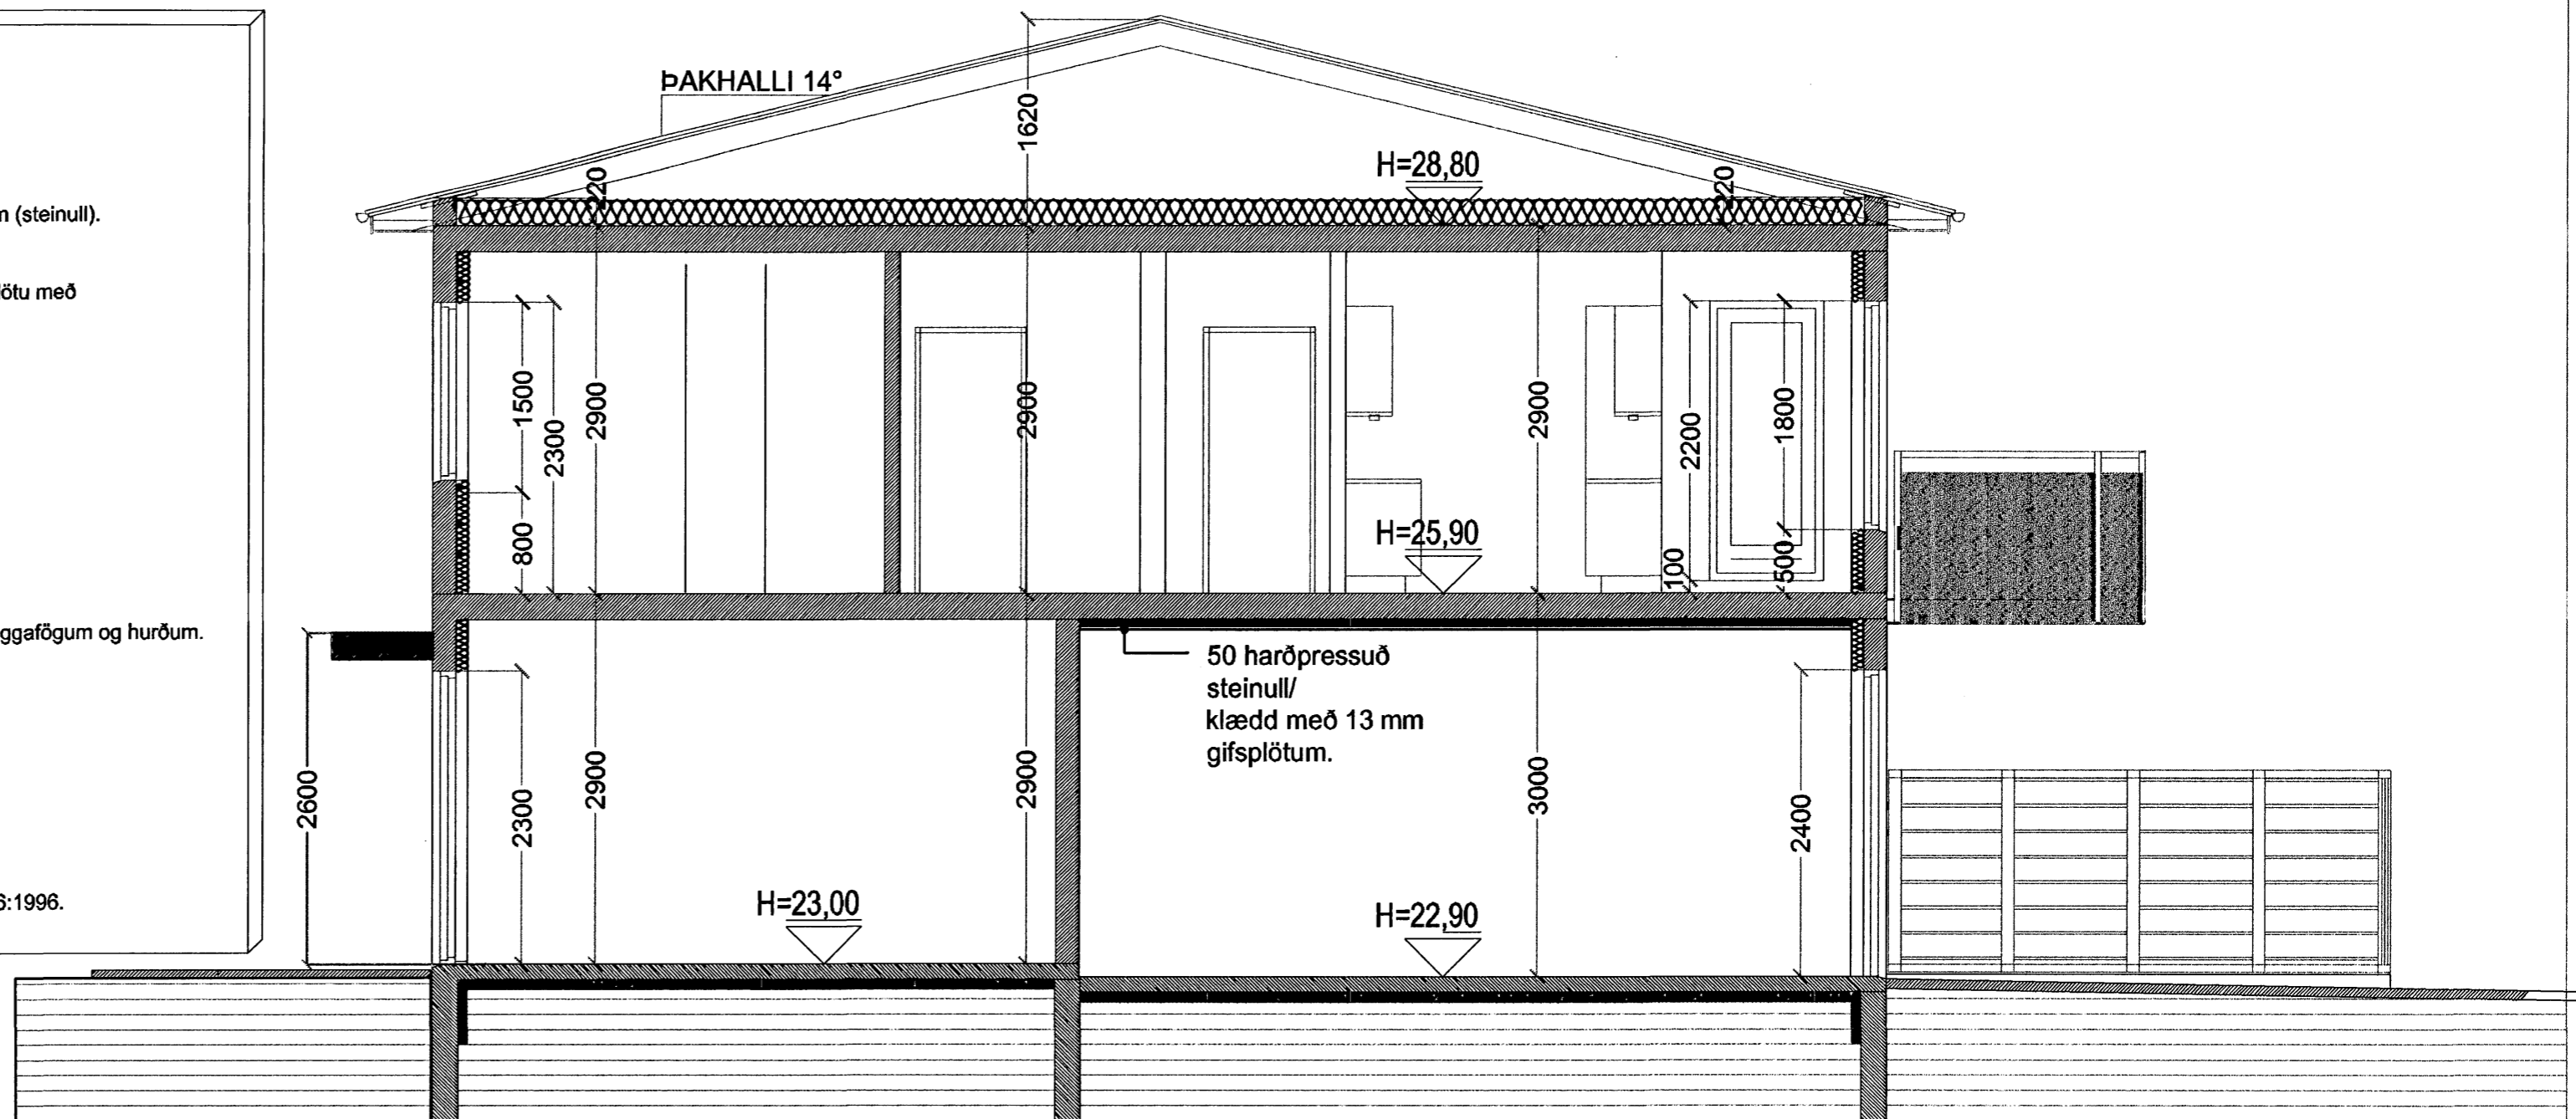 m (steinull).
lötu með
ggafögum og hurðum.
6:1996.
ÞAKHALLI 14°
1620
220
H=28,80
220
1500
2300
2900
800
2900
2900
2200
1800
100
500
H=25,90
50 harðpressuð
steinull/
klædd með 13 mm
gifsplötum.
2600
2300
2900
2900
3000
2400
H=23,00
H=22,90